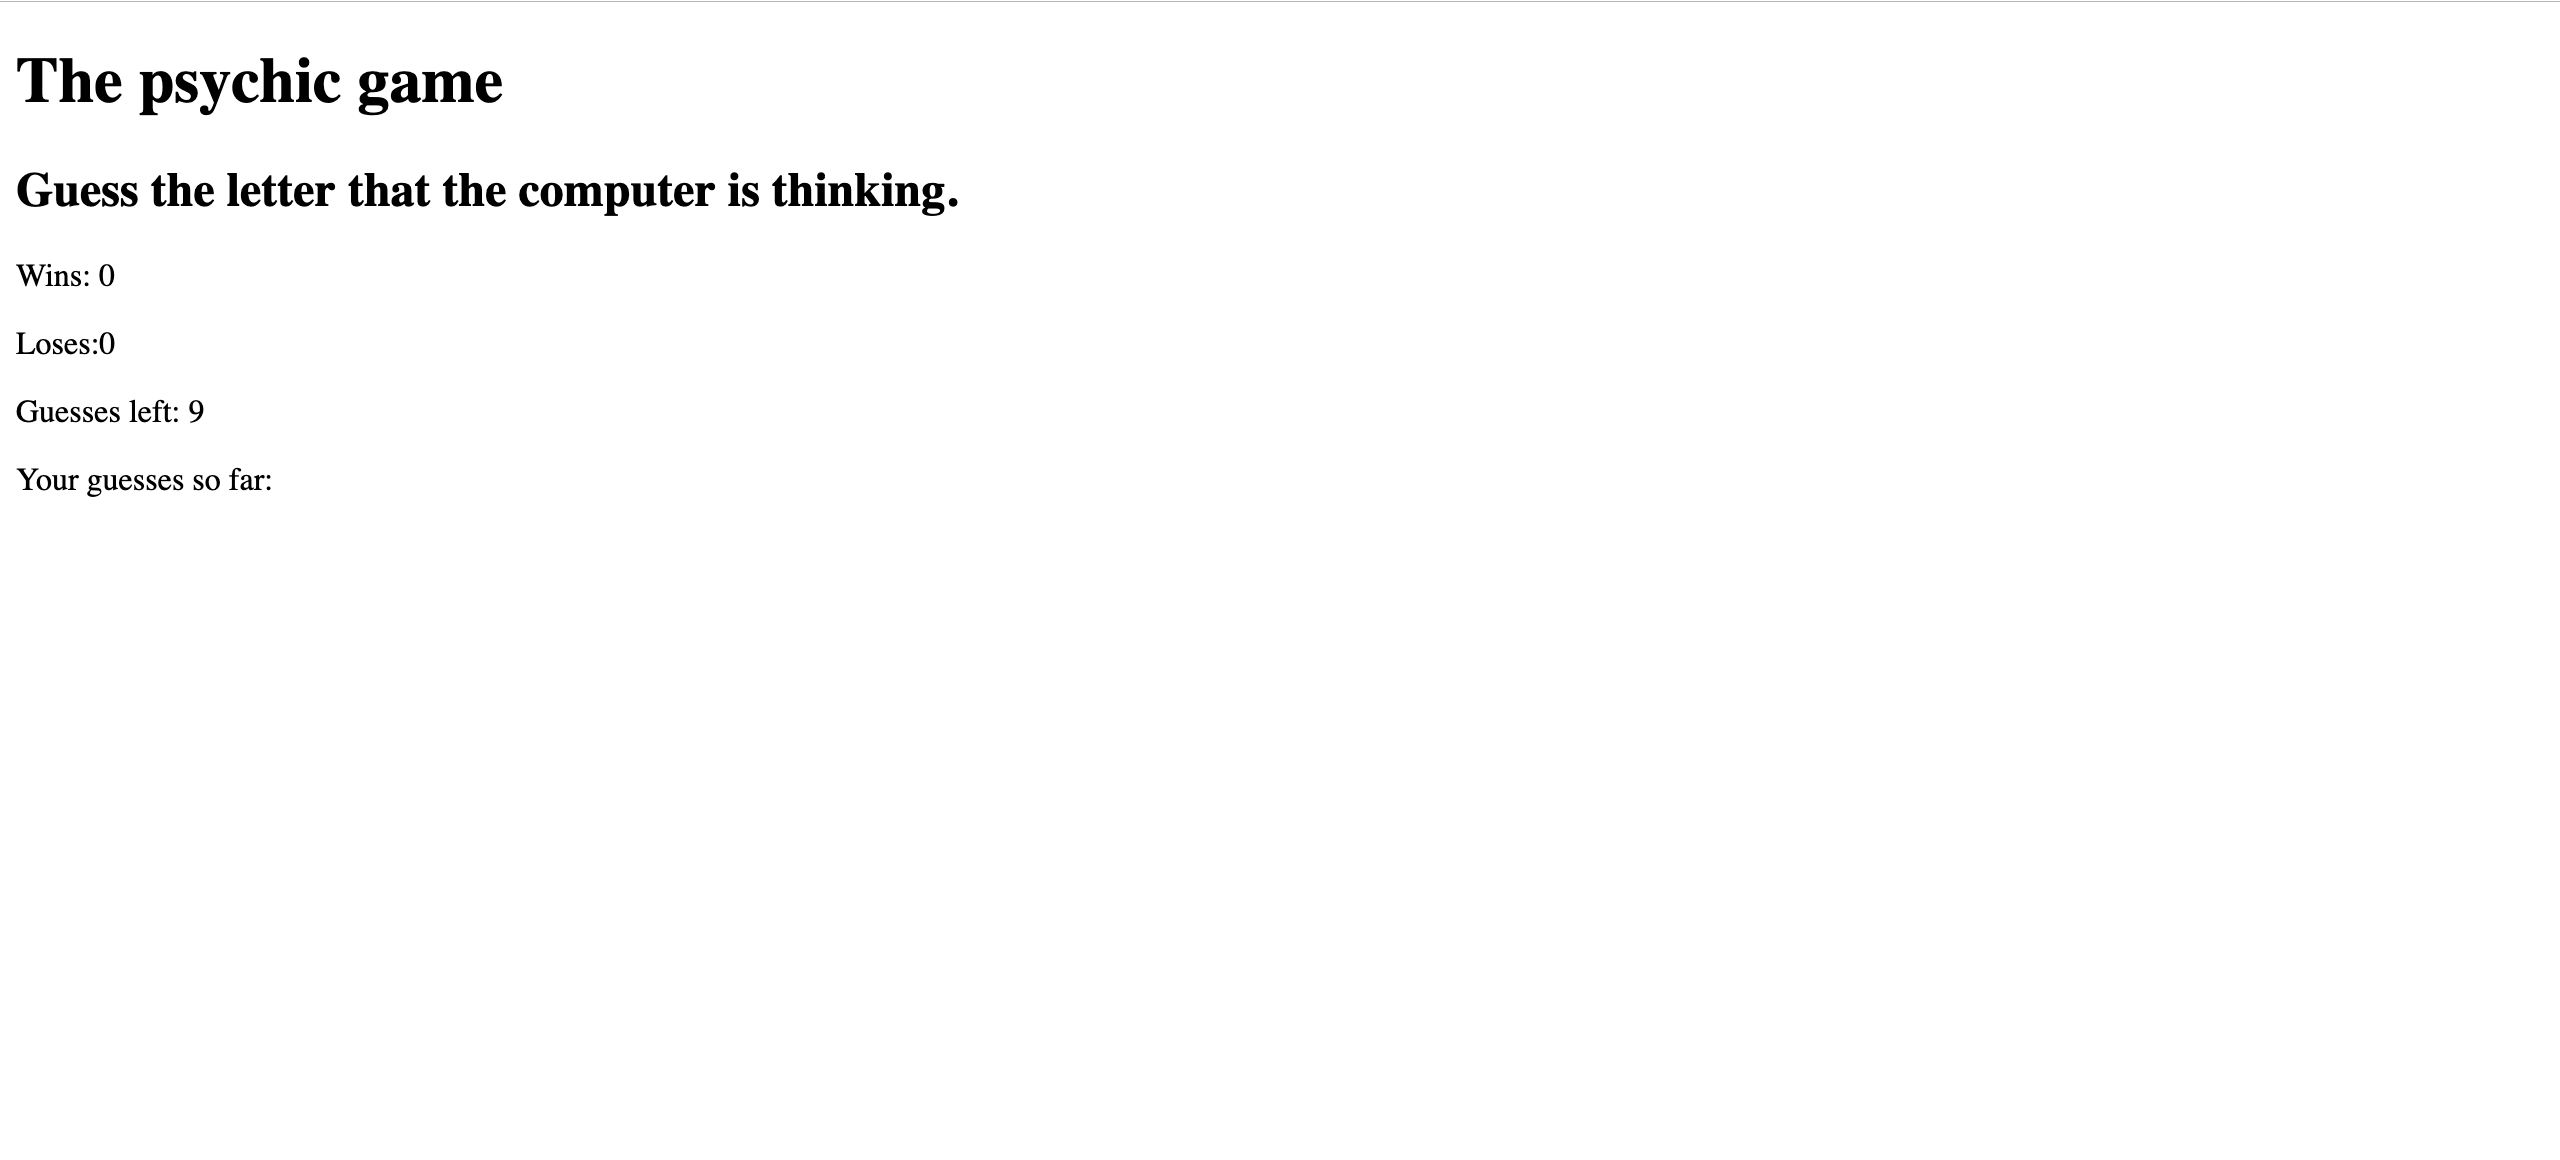 The psychic game
Guess the letter that the computer is thinking.
Wins: 0
Loses:0
Guesses left: 9
Your guesses so far: